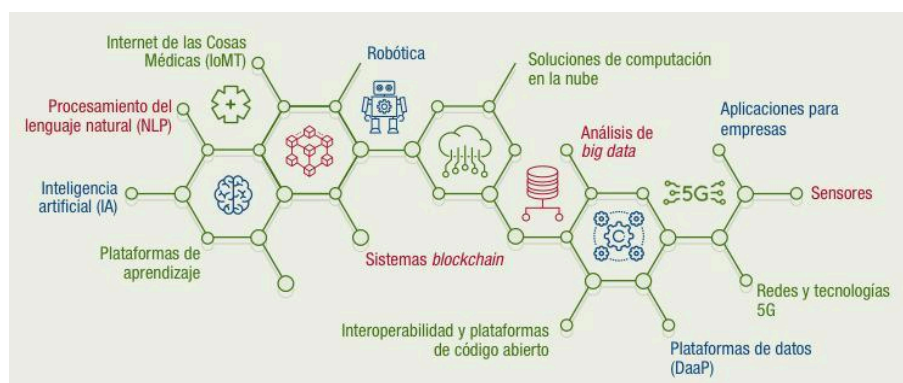 Internet de las Cosas
Médicas (IoMT)
Robótica
Soluciones de computación
en la nube
Procesamiento del
lenguaje natural (NLP)
Análisis de
big data
Aplicaciones para
empresas
Inteligencia
artificial (IA)
5G
Sensores
Plataformas de
aprendizaje
Sistemas blockchain
Redes y tecnologías
5G
Interoperabilidad y plataformas
de código abierto
Plataformas de datos
(DaaP)